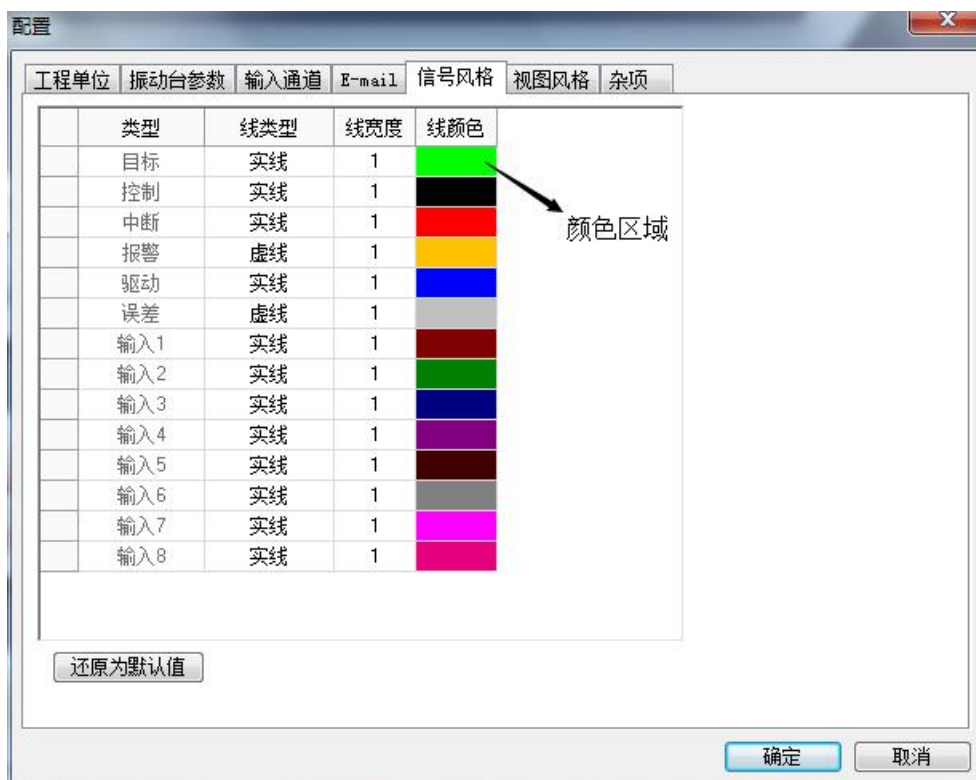 配置
工程单位 振动台参数 输入通道 E-mail 信号风格 视图风格 杂项
类型 线类型 线宽度 线颜色
目标 实线 1
控制 实线 1
中断 实线 1
报警 虚线 1
驱动 实线 1
误差 虚线 1
输入1 实线 1
输入2 实线 1
输入3 实线 1
输入4 实线 1
输入5 实线 1
输入6 实线 1
输入7 实线 1
输入8 实线 1
颜色区域
还原为默认值
确定 取消